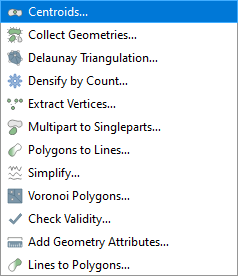 Centroids...
Collect Geometries...
Delaunay Triangulation...
Densify by Count...
Extract Vertices...
Multipart to Singleparts...
Polygons to Lines...
Simplify...
Voronoi Polygons...
Check Validity...
Add Geometry Attributes...
Lines to Polygons...